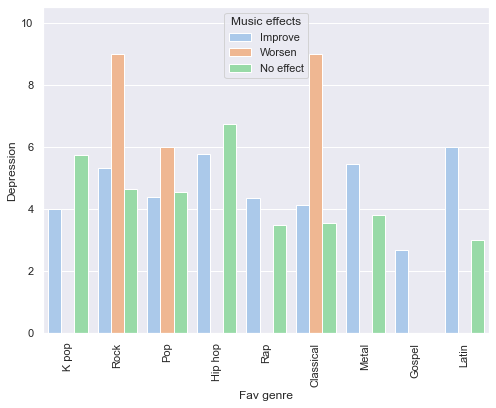 Music effects
Improve
Worsen
No effect
10
8
6
4
2
0
Depression
K pop
Rock
Pop
Hip hop
Rap
Classical
Metal
Gospel
Latin
Fav genre